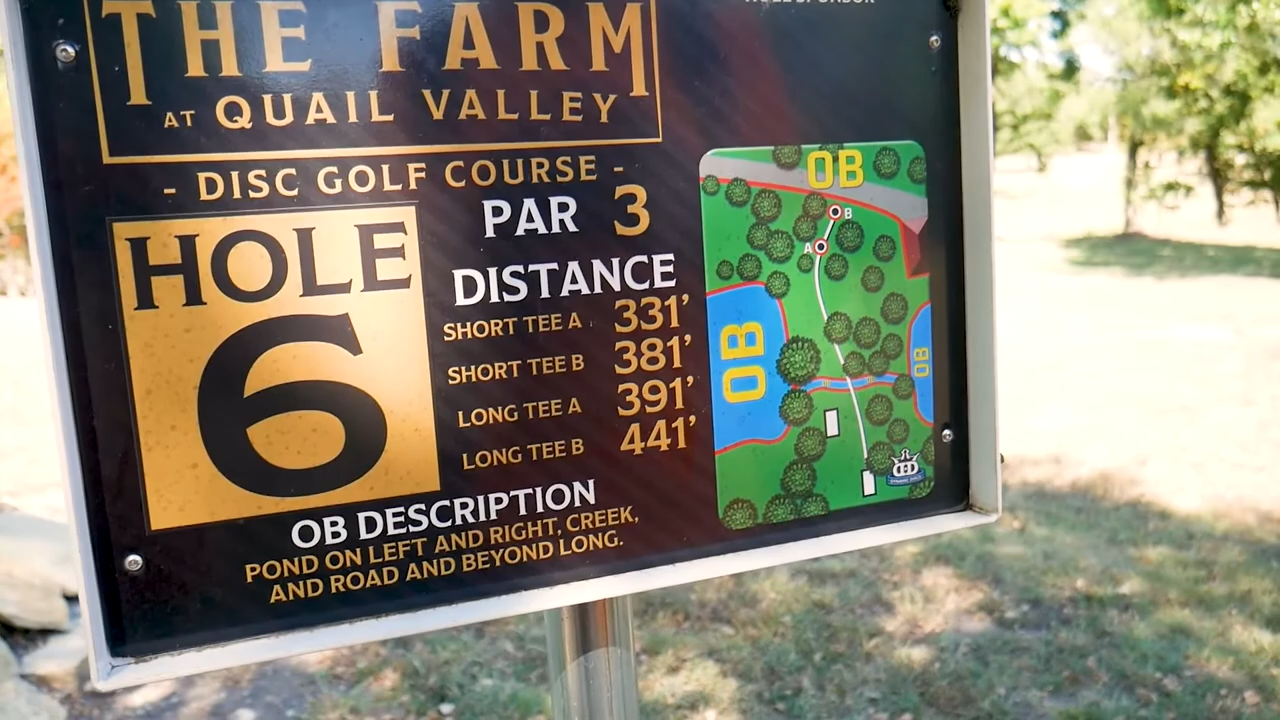 THE FARM
AT QUAIL VALLEY
- DISC GOLF COURSE -
HOLE
6
PAR 3
DISTANCE
SHORT TEE A 331'
SHORT TEE B 381'
LONG TEE A 391'
LONG TEE B 441'
OB DESCRIPTION
POND ON LEFT AND RIGHT, CREEK,
AND ROAD AND BEYOND LONG.
OB
B
A
OB
OB